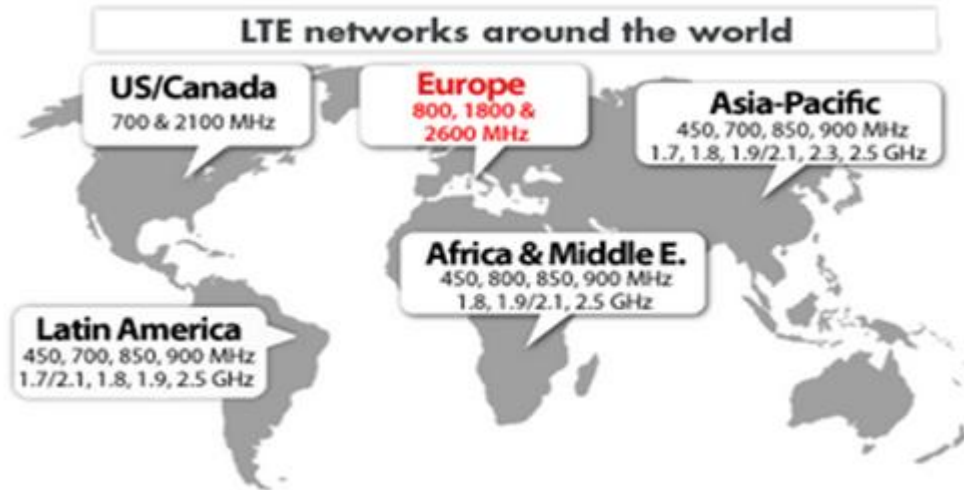 LTE networks around the world
US/Canada
700 & 2100 MHz
Europe
800, 1800 &
2600 MHz
Asia-Pacific
450, 700, 850, 900 MHz
1.7, 1.8, 1.9/2.1, 2.3, 2.5 GHz
Africa & Middle E.
450, 800, 850, 900 MHz
1.8, 1.9/2.1, 2.5 GHz
Latin America
450, 700, 850, 900 MHz
1.7/2.1, 1.8, 1.9, 2.5 GHz